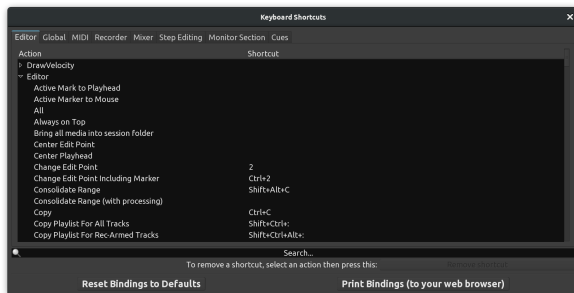 Keyboard Shortcuts
Editor Global MIDI Recorder Mixer Step Editing Monitor Section Cues
Action Shortcut
DrawVelocity
Editor
Active Mark to Playhead
Active Marker to Mouse
All
Always on Top
Bring all media into session folder
Center Edit Point
Center Playhead
Change Edit Point 2
Change Edit Point Including Marker Ctrl+2
Consolidate Range Shift+Alt+C
Consolidate Range (with processing)
Copy Ctrl+C
Copy Playlist For All Tracks Shift+Ctrl+:
Copy Playlist For Rec-Armed Tracks Shift+Ctrl+Alt+:
Search...
To remove a shortcut, select an action then press this: Remove shortcut
Reset Bindings to Defaults Print Bindings (to your web browser)